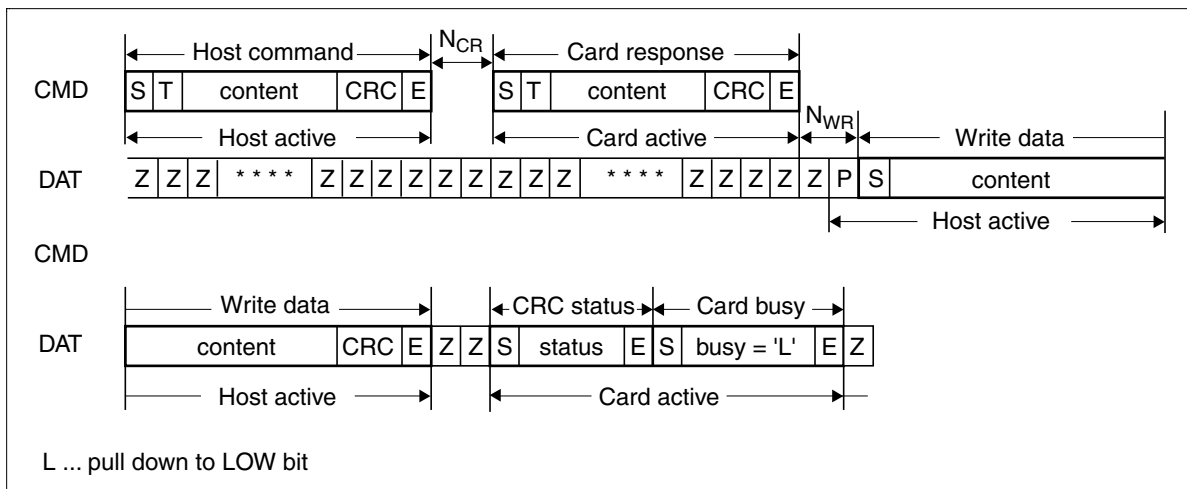 Host command N_CR Card response
CMD S T content CRC E S T content CRC E
Host active Card active N_WR Write data
DAT Z Z Z * * * * Z Z Z Z Z Z Z Z Z * * * * Z Z Z Z Z P S content
Host active
CMD
Write data CRC status Card busy
DAT content CRC E Z Z S status E S busy = 'L' E Z
Host active Card active
L ... pull down to LOW bit